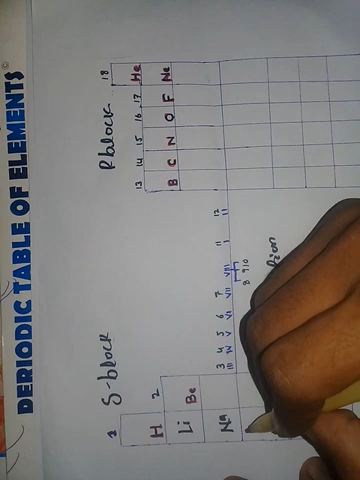 DERIODIC TABLE OF ELEMENTS
S-block
P block
1
18
H
2
13 14 15 16 17
He
Li
Be
B C N O F Ne
3 4 5 6 7
11 12
III IV V VI VII VIII I II
8 9 10
Na